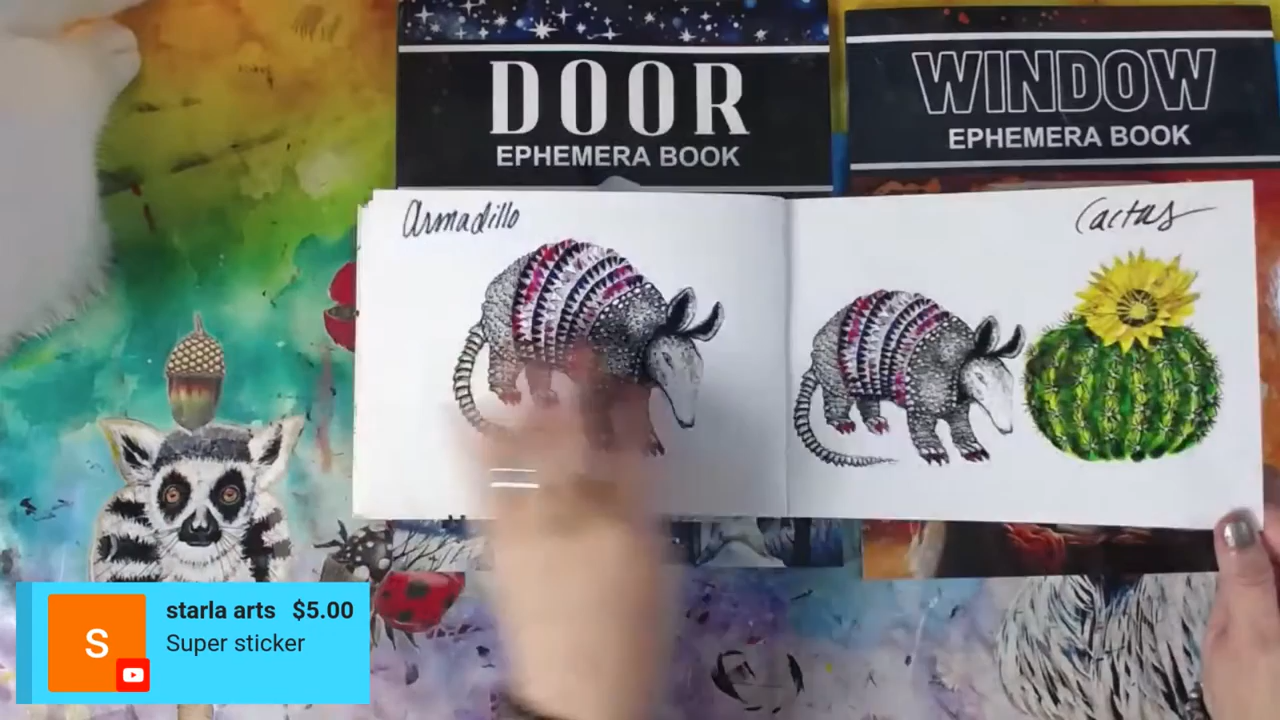 DOOR
EPHEMERA BOOK
WINDOW
EPHEMERA BOOK
Armadillo
Cactus
starla arts $5.00
Super sticker
S